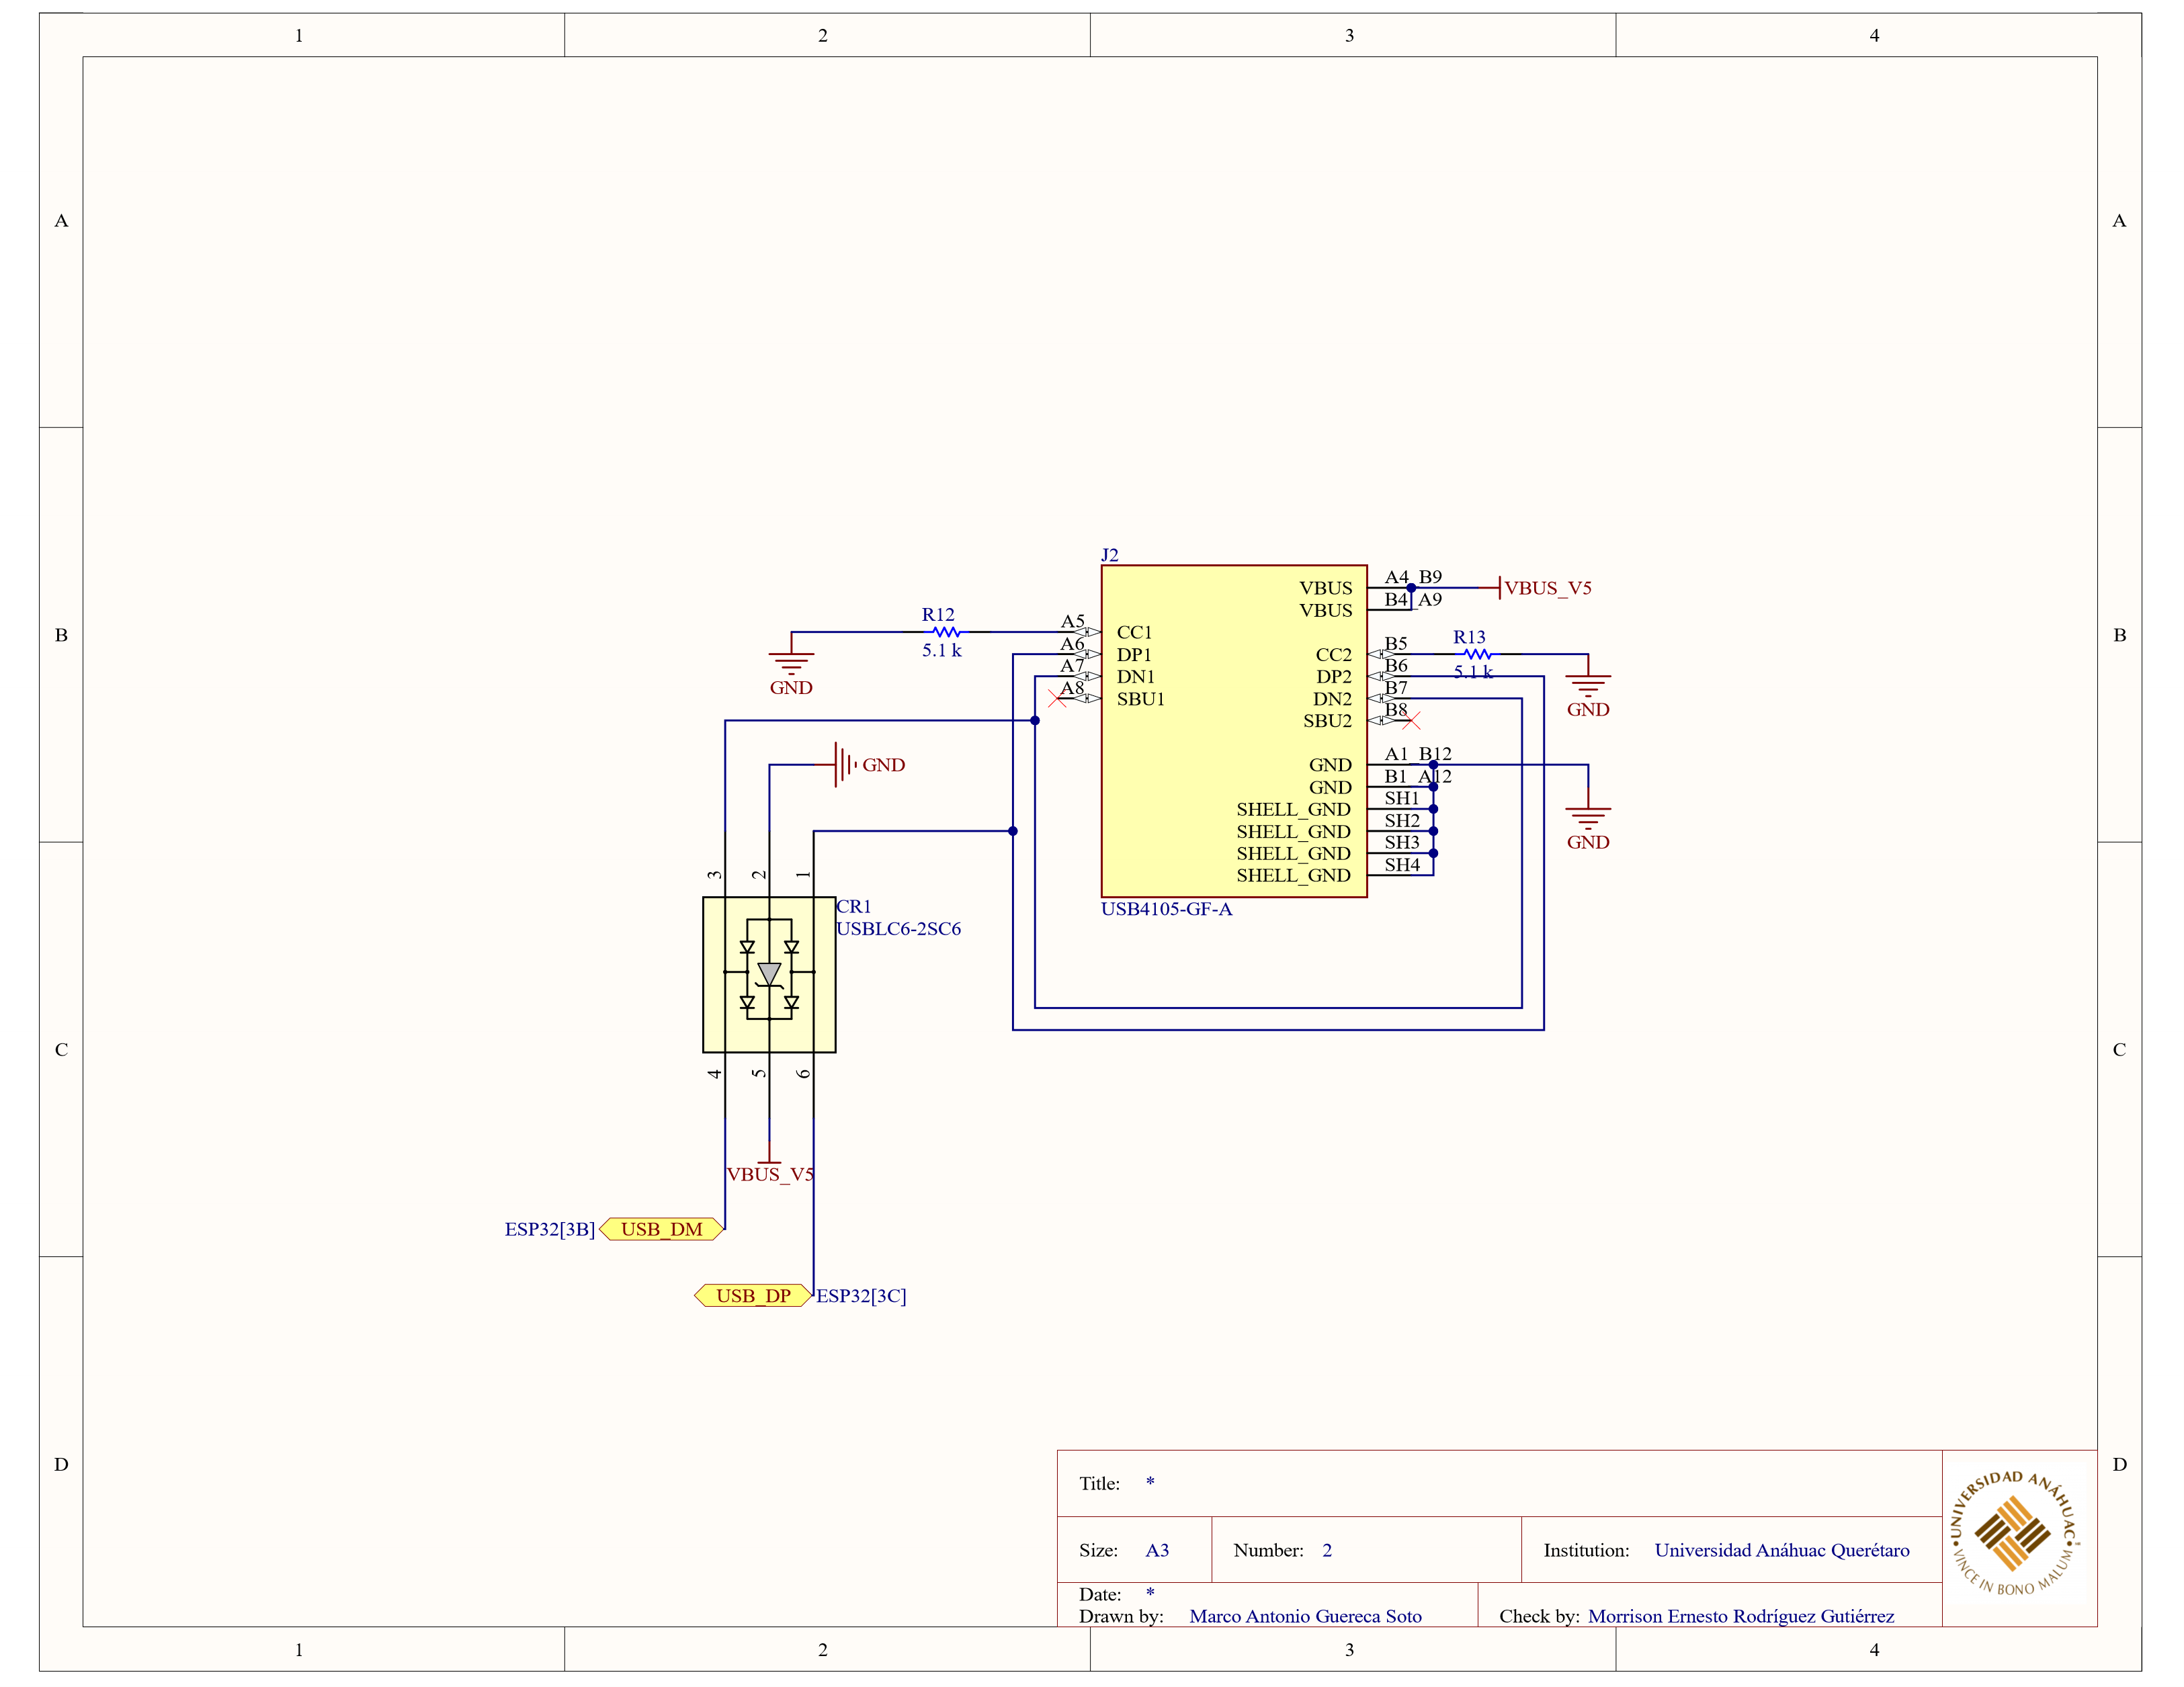 1 2 3 4
A A
J2
VBUS A4_B9 VBUS_V5
VBUS B4_A9
R12
5.1 k
GND
A5 CC1
A6 DP1
A7 DN1
A8 SBU1
CC2 B5 R13
5.1 k
DP2 B6
DN2 B7
SBU2 B8
GND
B B
GND
GND A1_B12
GND B1_A12
SHELL_GND SH1
SHELL_GND SH2
SHELL_GND SH3
SHELL_GND SH4
GND
USB4105-GF-A
3 2 1
CR1
USBLC6-2SC6
4 5 6
C C
VBUS_V5
ESP32[3B] USB_DM
USB_DP ESP32[3C]
D D
Title: *
Size: A3 Number: 2 Institution: Universidad Anáhuac Querétaro
Date: *
Drawn by: Marco Antonio Guereca Soto Check by: Morrison Ernesto Rodríguez Gutiérrez
UNIVERSIDAD ANÁHUAC
VINCE IN BONO MALUM
1 2 3 4